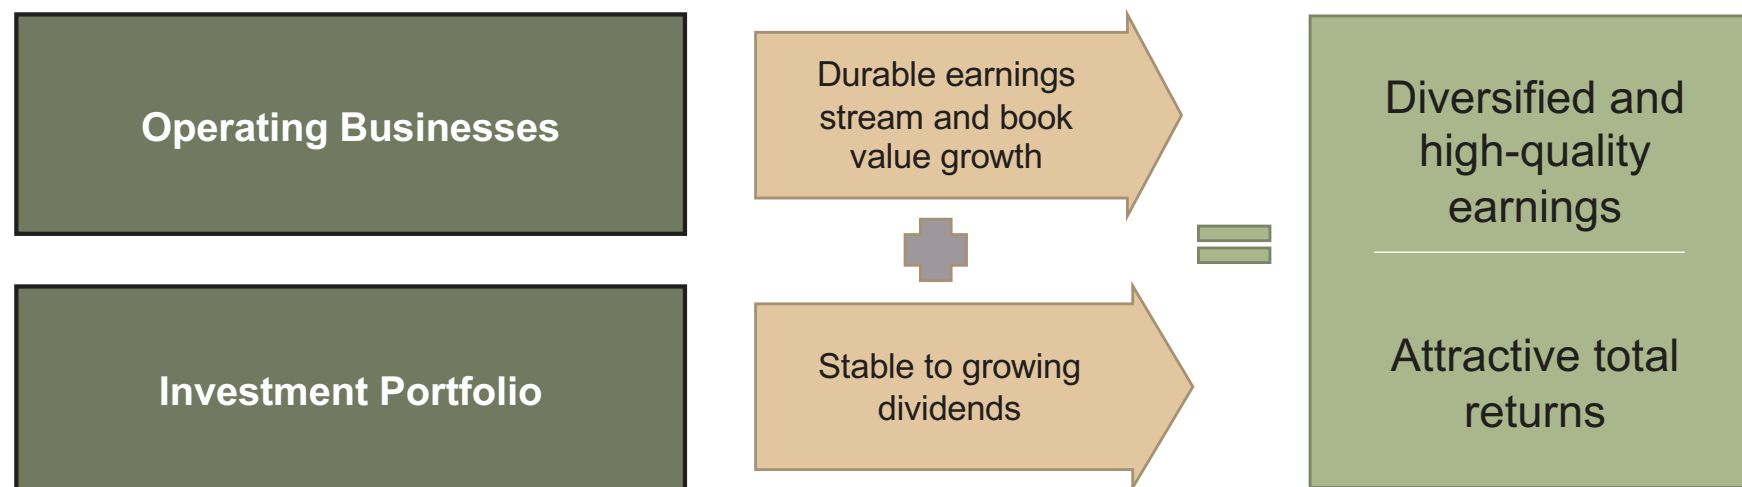 Operating Businesses
Durable earnings
stream and book
value growth
Investment Portfolio
Stable to growing
dividends
Diversified and
high-quality
earnings
Attractive total
returns